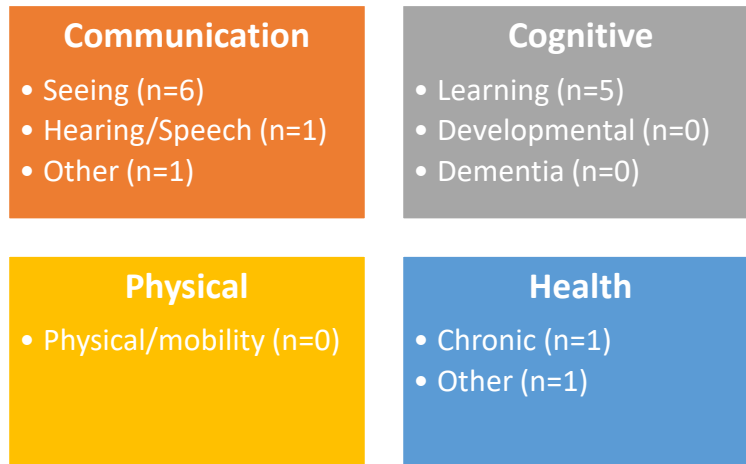 Communication
• Seeing (n=6)
• Hearing/Speech (n=1)
• Other (n=1)
Cognitive
• Learning (n=5)
• Developmental (n=0)
• Dementia (n=0)
Physical
• Physical/mobility (n=0)
Health
• Chronic (n=1)
• Other (n=1)